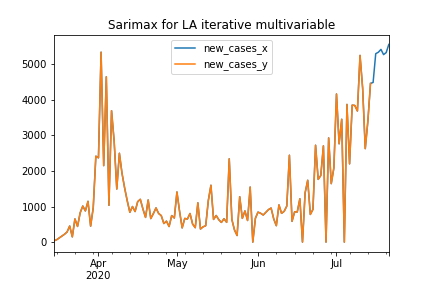 Sarimax for LA iterative multivariable
new_cases_x
new_cases_y
5000
4000
3000
2000
1000
0
Apr
2020
May
Jun
Jul